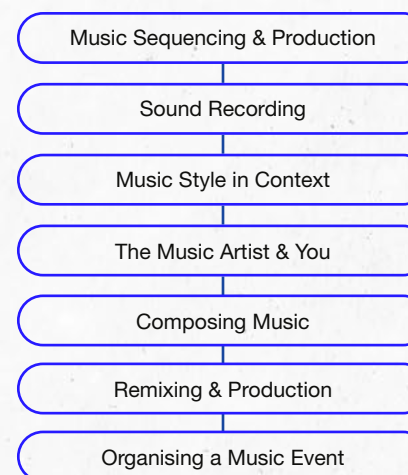 Music Sequencing & Production
Sound Recording
Music Style in Context
The Music Artist & You
Composing Music
Remixing & Production
Organising a Music Event